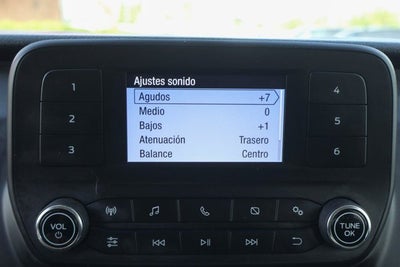 Ajustes sonido
Agudos +7
Medio 0
Bajos +1
Atenuación Trasero
Balance Centro
1
2
3
4
5
6
VOL
TUNE
OK